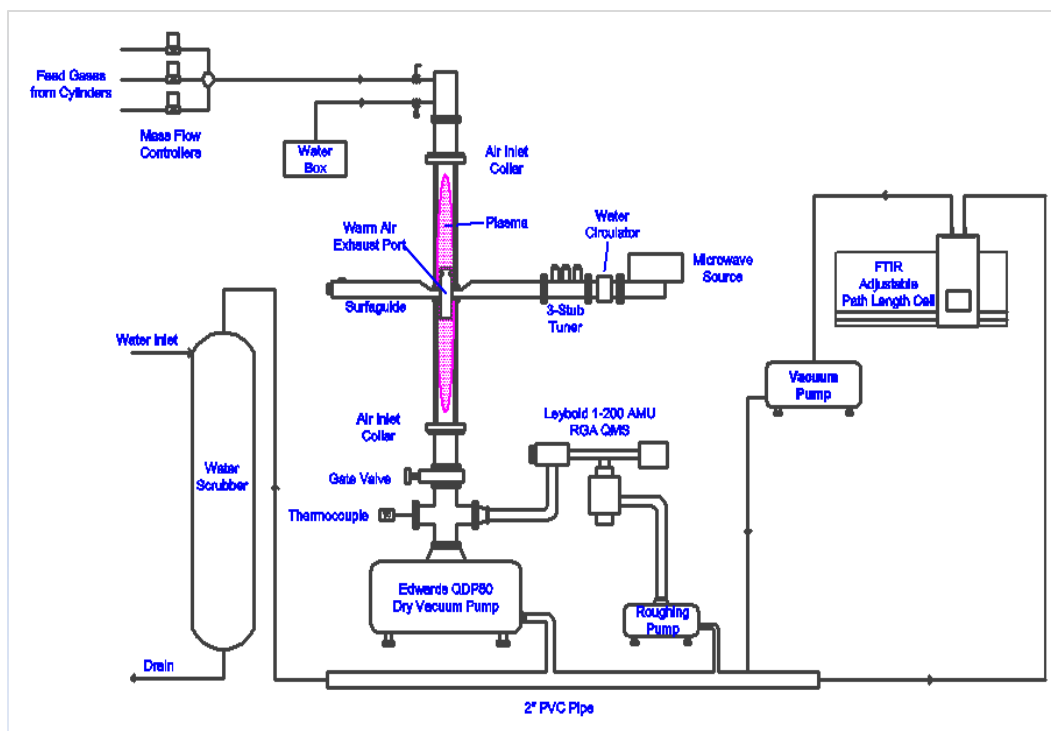 Feed Gases
from Cylinders
Mass Flow
Controllers
Water
Box
Air Inlet
Collar
Plasma
Warm Air
Exhaust Port
Water
Circulator
Microwave
Source
Surfaguide
3-Stub
Tuner
FTIR
Adjustable
Path Length Cell
Water Inlet
Vacuum
Pump
Air Inlet
Collar
Leybold 1-200 AMU
RGA QMS
Water
Scrubber
Gate Valve
Thermocouple
Edwards QDP80
Dry Vacuum Pump
Roughing
Pump
Drain
2" PVC Pipe